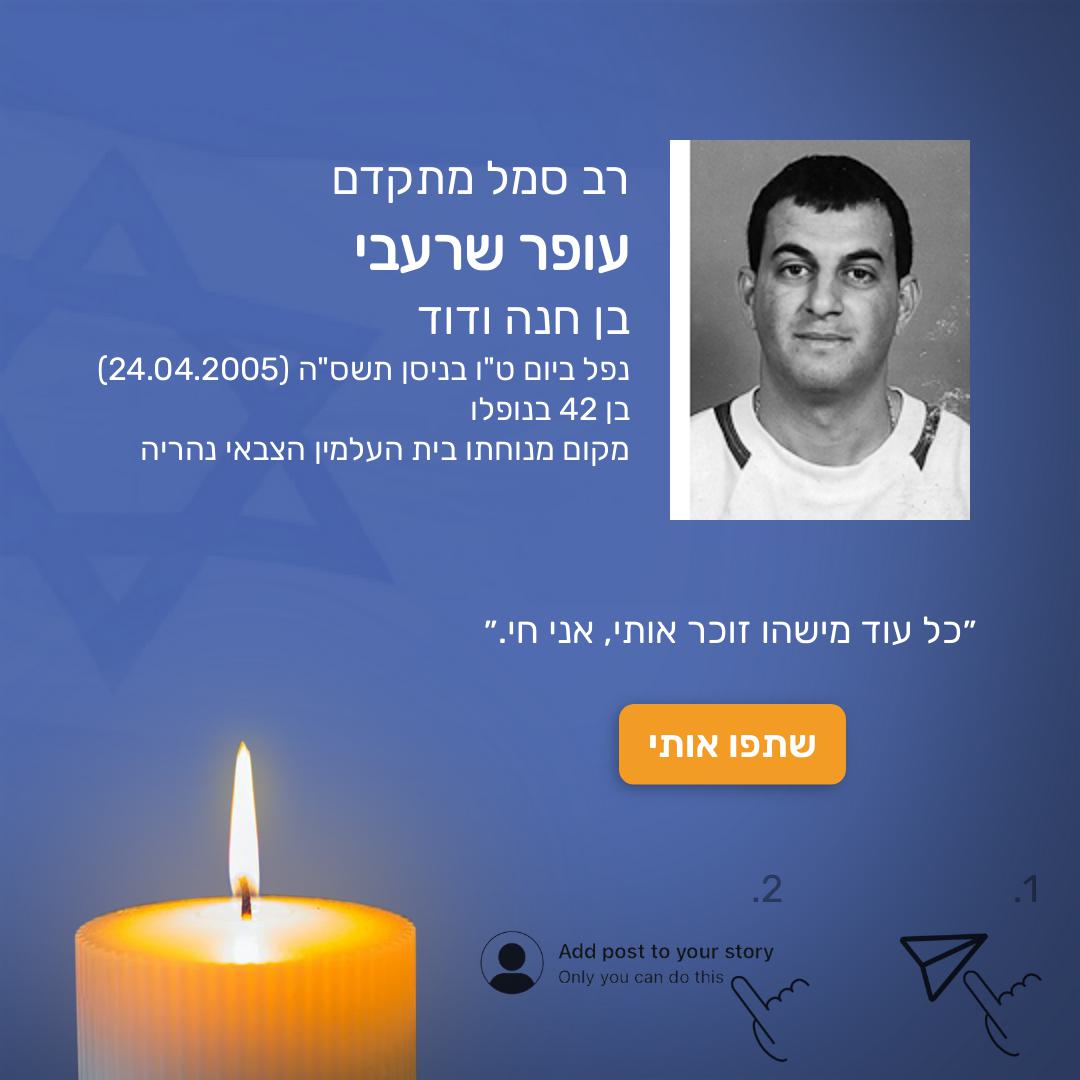 רב סמל מתקדם
עופר שרעבי
בן חנה ודוד
נפל ביום ט"ו בניסן תשס"ה (24.04.2005)
בן 42 בנופלו
מקום מנוחתו בית העלמין הצבאי נהריה
״כל עוד מישהו זוכר אותי, אני חי.״
שתפו אותי
1.
2.
Add post to your story
Only you can do this